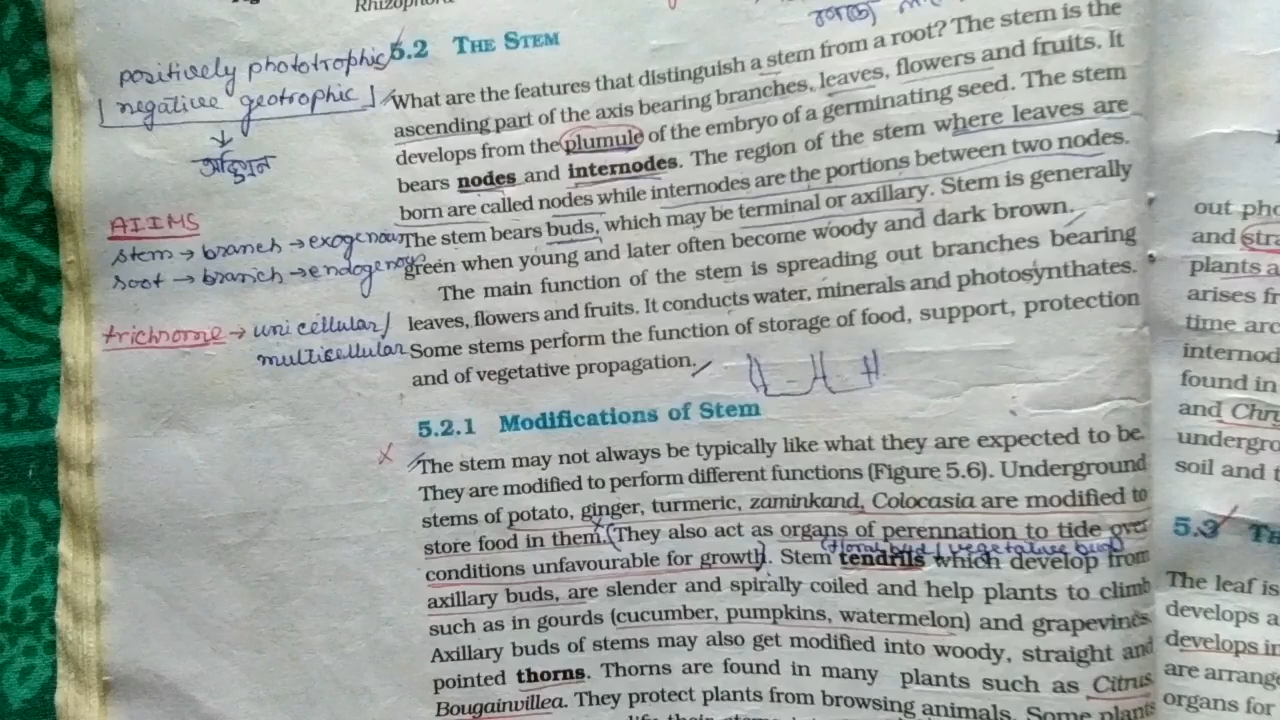 Rhizophora
5.2 THE STEM
positively phototrophic
negative geotrophic
What are the features that distinguish a stem from a root? The stem is the
ascending part of the axis bearing branches, leaves, flowers and fruits. It
develops from the plumule of the embryo of a germinating seed. The stem
bears nodes and internodes. The region of the stem where leaves are
born are called nodes while internodes are the portions between two nodes.
The stem bears buds, which may be terminal or axillary. Stem is generally
green when young and later often become woody and dark brown.
AIIMS
stem → branch → exogenous
root → branch → endogenous
The main function of the stem is spreading out branches bearing
leaves, flowers and fruits. It conducts water, minerals and photosynthates.
Some stems perform the function of storage of food, support, protection
and of vegetative propagation.
trichrome → unicellular/
multicellular
5.2.1 Modifications of Stem
The stem may not always be typically like what they are expected to be.
They are modified to perform different functions (Figure 5.6). Underground
stems of potato, ginger, turmeric, zaminkand, Colocasia are modified to
store food in them. They also act as organs of perennation to tide over
conditions unfavourable for growth. Stem tendrils which develop from
axillary buds, are slender and spirally coiled and help plants to climb
such as in gourds (cucumber, pumpkins, watermelon) and grapevines.
Axillary buds of stems may also get modified into woody, straight and
pointed thorns. Thorns are found in many plants such as Citrus,
Bougainvillea. They protect plants from browsing animals. Some plants
out pho
and stra
plants a
arises fr
time arc
internod
found in
and Chry
undergro
soil and t
5.3 TH
The leaf is
develops a
develops in
are arrange
organs for